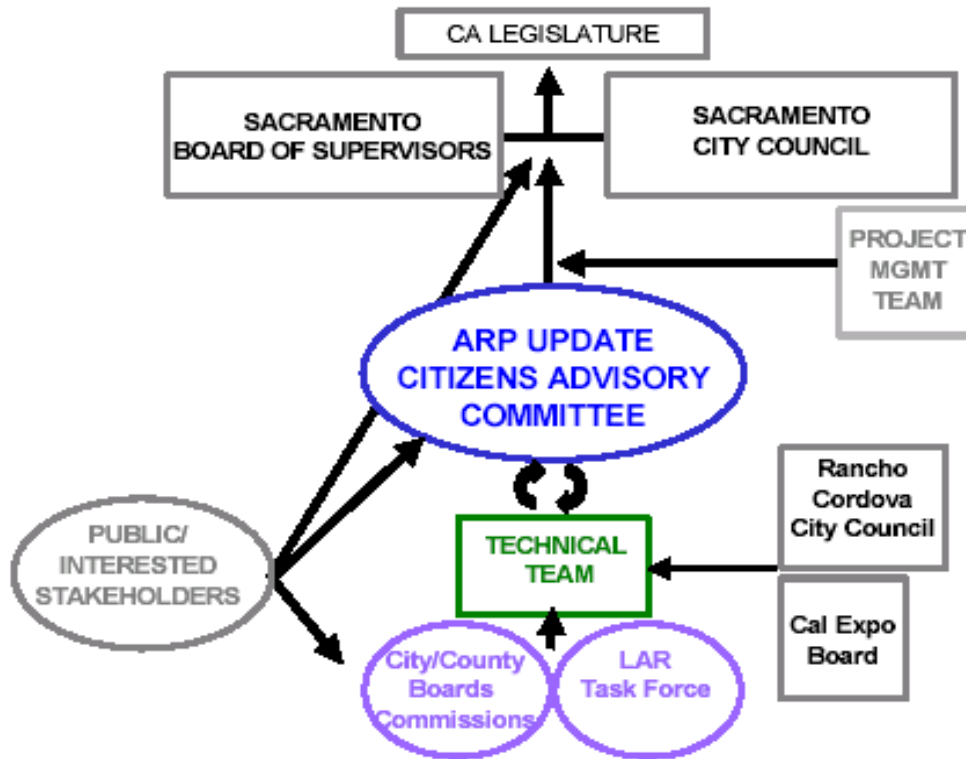 CA LEGISLATURE
SACRAMENTO
BOARD OF SUPERVISORS
SACRAMENTO
CITY COUNCIL
PROJECT
MGMT
TEAM
ARP UPDATE
CITIZENS ADVISORY
COMMITTEE
Rancho
Cordova
City Council
PUBLIC/
INTERESTED
STAKEHOLDERS
TECHNICAL
TEAM
Cal Expo
Board
City/County
Boards
Commissions
LAR
Task Force